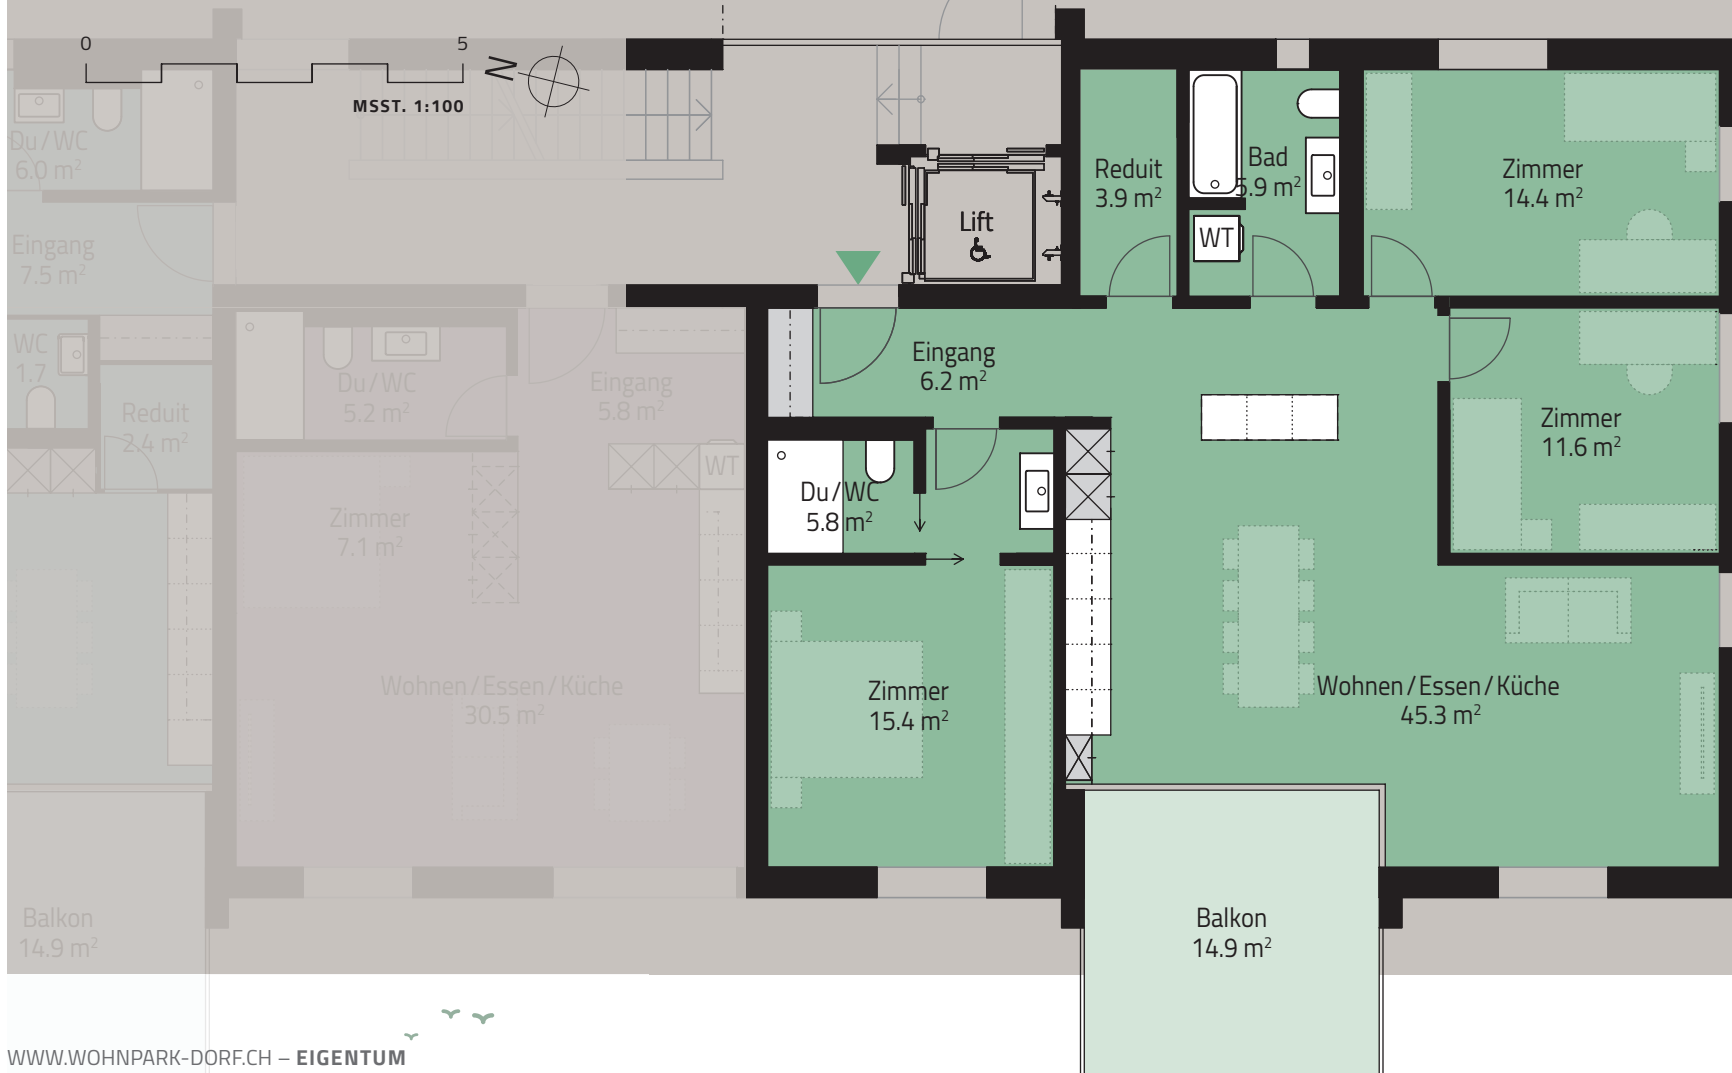 0 5
N
MSST. 1:100
Du/WC
6.0 m²
Eingang
7.5 m²
WC
1.7
Reduit
2.4 m²
Du/WC
5.2 m²
Eingang
5.8 m²
WT
Zimmer
7.1 m²
Wohnen/Essen/Küche
30.5 m²
Balkon
14.9 m²
Lift
Reduit
3.9 m²
Bad
5.9 m²
WT
Zimmer
14.4 m²
Eingang
6.2 m²
Zimmer
11.6 m²
Du/WC
5.8 m²
Zimmer
15.4 m²
Wohnen/Essen/Küche
45.3 m²
Balkon
14.9 m²
WWW.WOHNPARK-DORF.CH – EIGENTUM